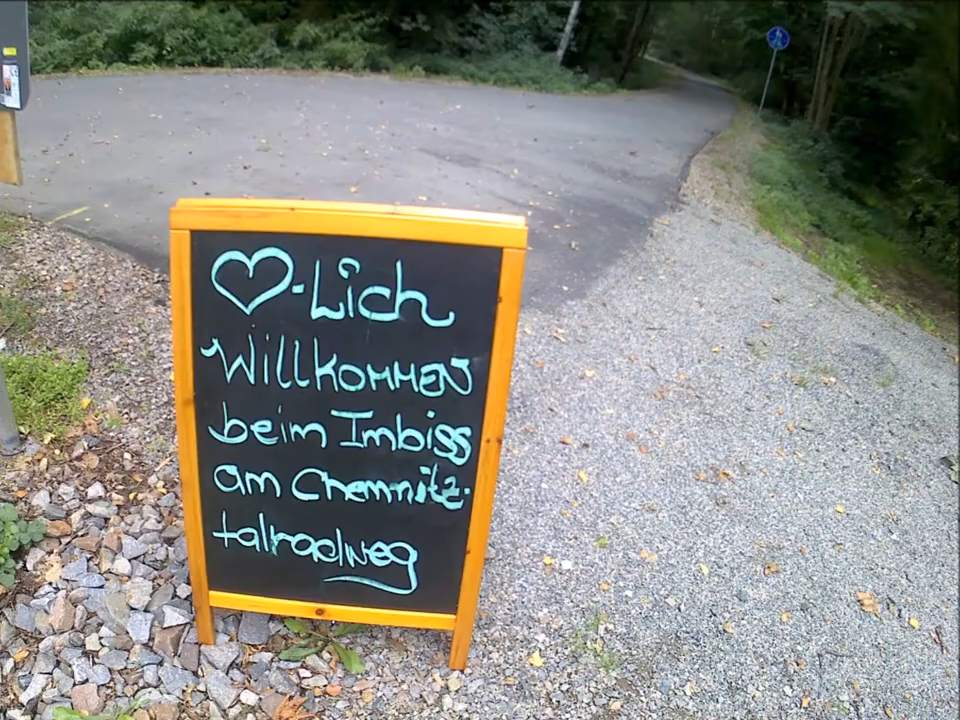 ♡-Lich
Willkommen
beim Imbiss
am Chemnitz-
talradweg